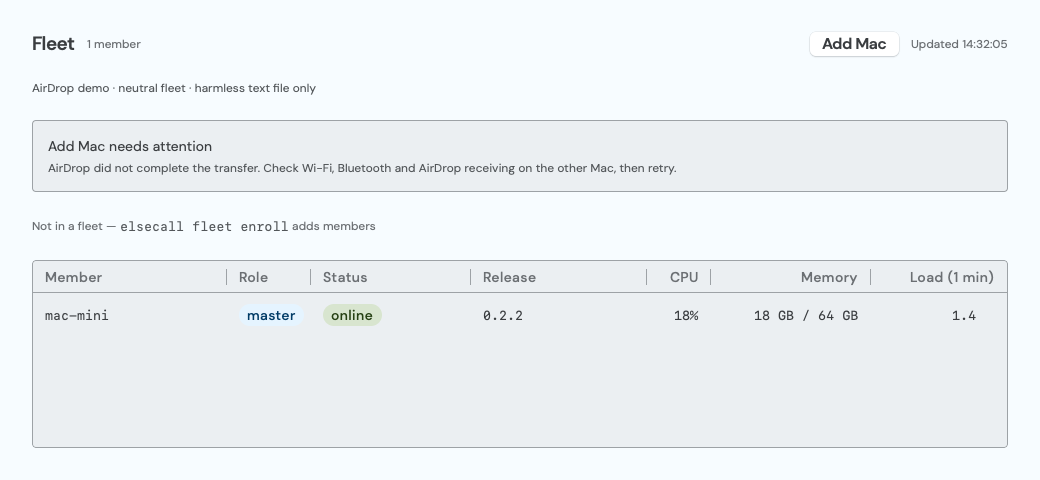 Fleet 1 member Add Mac Updated 14:32:05
AirDrop demo · neutral fleet · harmless text file only
Add Mac needs attention
AirDrop did not complete the transfer. Check Wi-Fi, Bluetooth and AirDrop receiving on the other Mac, then retry.
Not in a fleet — elsecall fleet enroll adds members
Member Role Status Release CPU Memory Load (1 min)
mac-mini master online 0.2.2 18% 18 GB / 64 GB 1.4